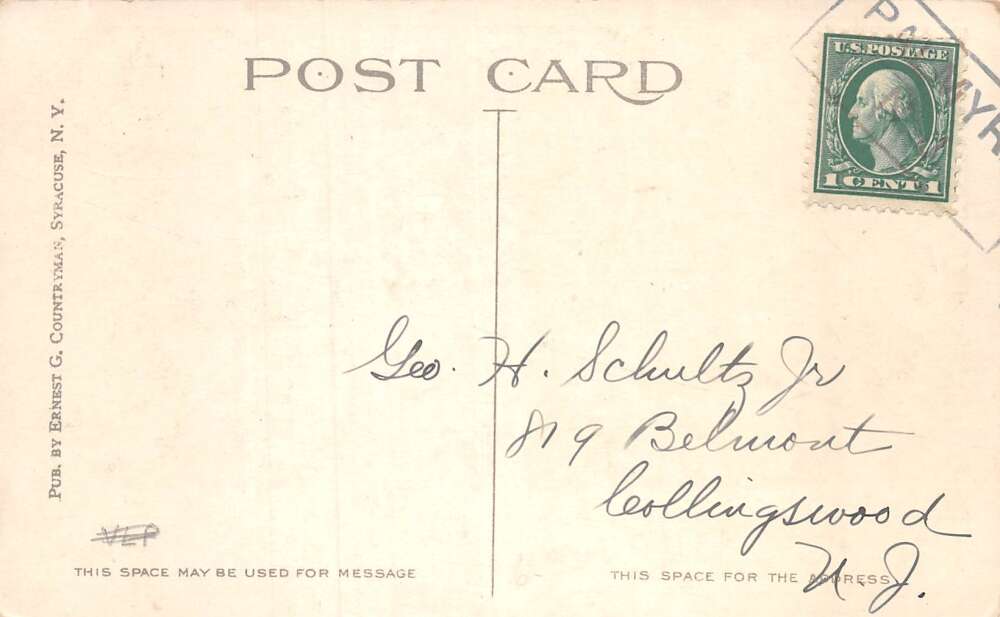 POST CARD
U.S. POSTAGE
1 CENT 1
PUB. BY ERNEST G. COUNTRYMAN, SYRACUSE, N. Y.
Geo. H. Schultz Jr
819 Belmont
Collingswood
N. J.
VLP
THIS SPACE MAY BE USED FOR MESSAGE
THIS SPACE FOR THE ADDRESS